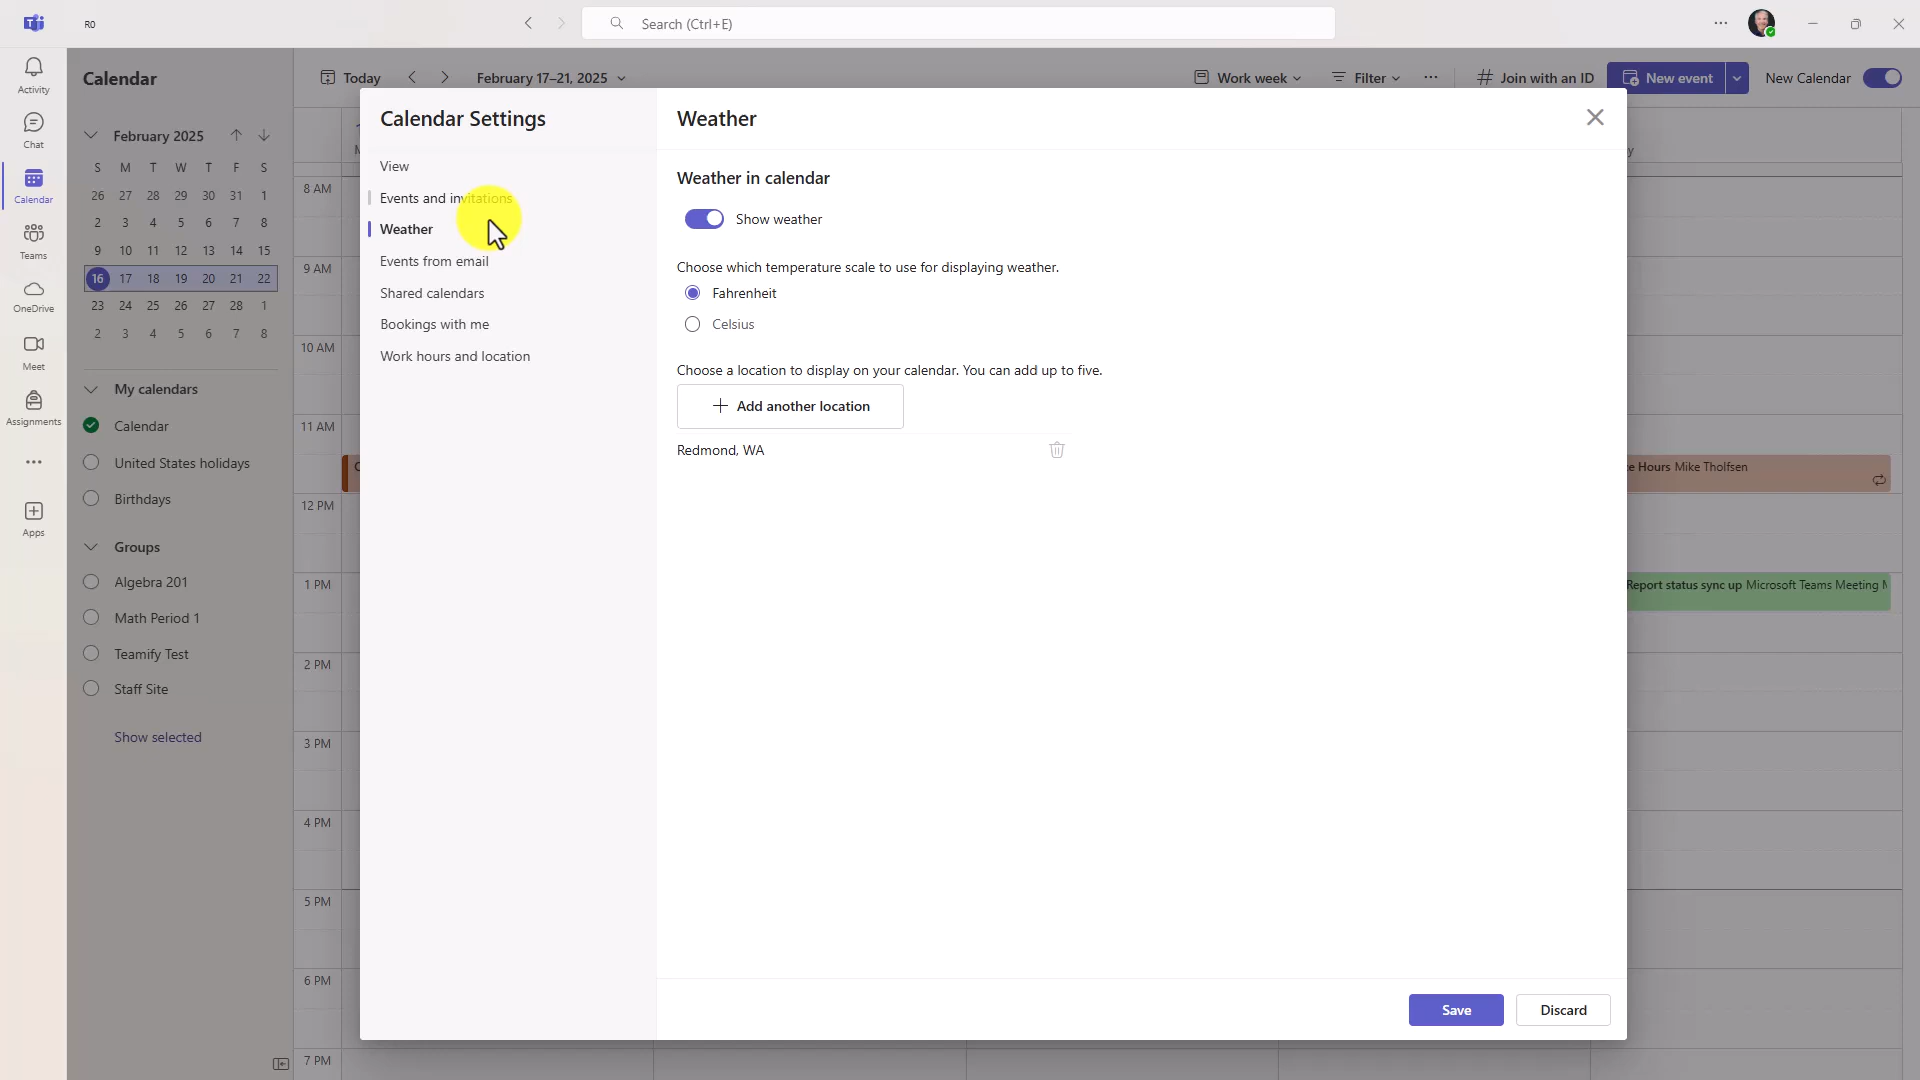 RO
Search (Ctrl+E)
Activity
Chat
Calendar
Teams
OneDrive
Meet
Assignments
Apps
Calendar
February 2025
S M T W T F S
26 27 28 29 30 31 1
2 3 4 5 6 7 8
9 10 11 12 13 14 15
16 17 18 19 20 21 22
23 24 25 26 27 28 1
2 3 4 5 6 7 8
My calendars
Calendar
United States holidays
Birthdays
Groups
Algebra 201
Math Period 1
Teamify Test
Staff Site
Show selected
Today
February 17–21, 2025
Work week
Filter
Join with an ID
New event
New Calendar
8 AM
9 AM
10 AM
11 AM
12 PM
1 PM
2 PM
3 PM
4 PM
5 PM
6 PM
7 PM
Calendar Settings
View
Events and invitations
Weather
Events from email
Shared calendars
Bookings with me
Work hours and location
Weather
Weather in calendar
Show weather
Choose which temperature scale to use for displaying weather.
Fahrenheit
Celsius
Choose a location to display on your calendar. You can add up to five.
Add another location
Redmond, WA
Save
Discard
Hours Mike Tholfsen
Report status sync up Microsoft Teams Meeting